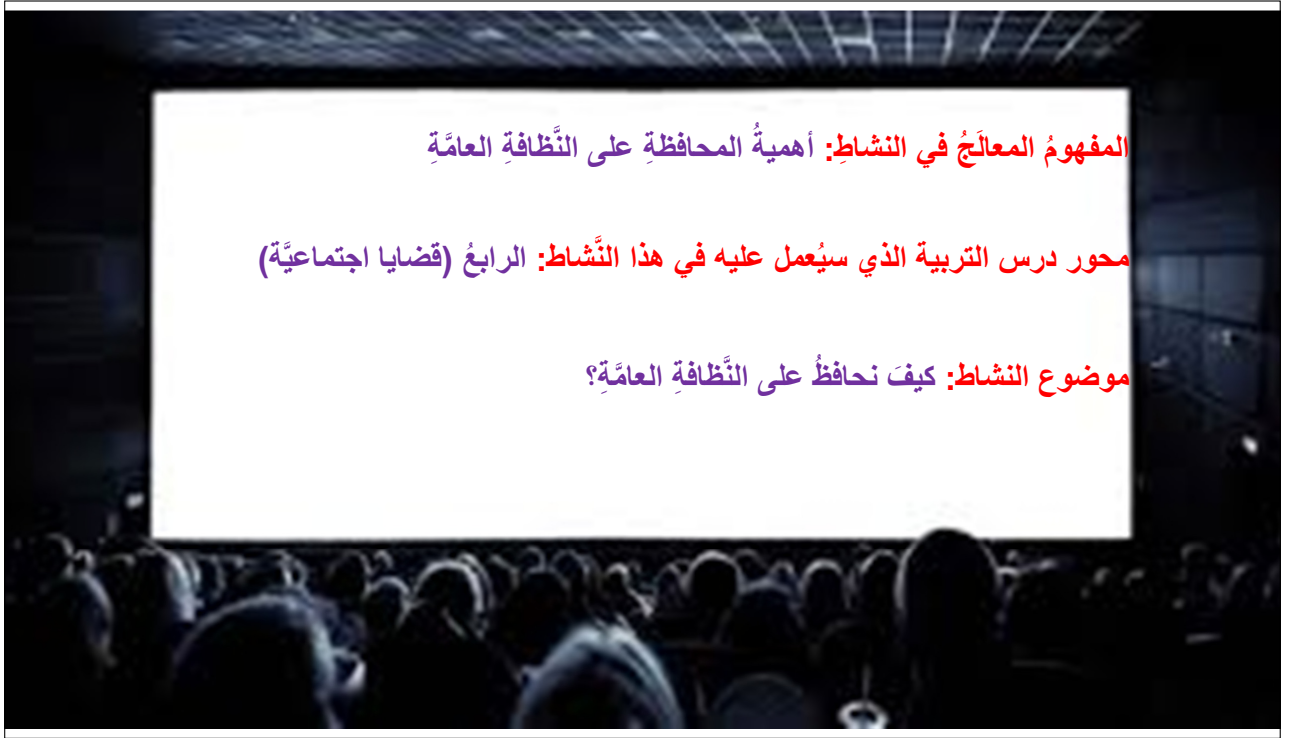 المفهومُ المعالَجُ في النشاطِ: أهميةُ المحافظةِ على النَّظافةِ العامَّةِ
محور درس التربية الذي سيُعمل عليه في هذا النَّشاط: الرابعُ (قضايا اجتماعيَّة)
موضوع النشاط: كيفَ نحافظُ على النَّظافةِ العامَّةِ؟